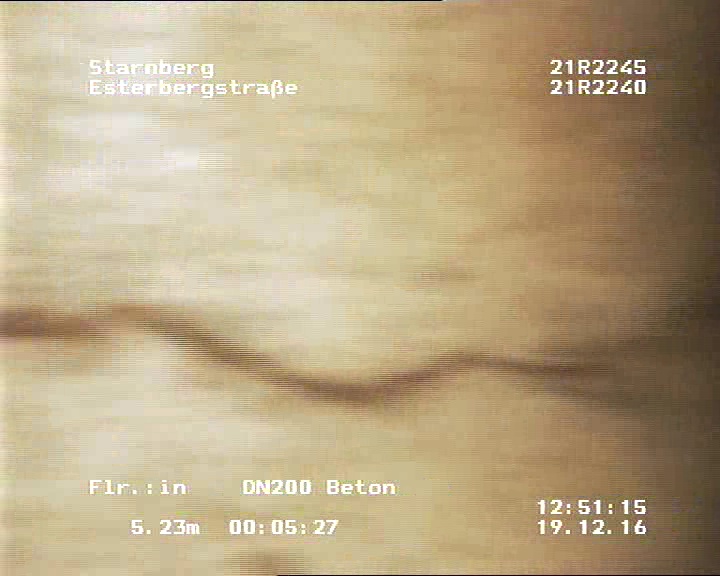 Starnberg 21R2245
Esterbergstraße 21R2240
Flr.:in DN200 Beton
12:51:15
5.23m 00:05:27 19.12.16